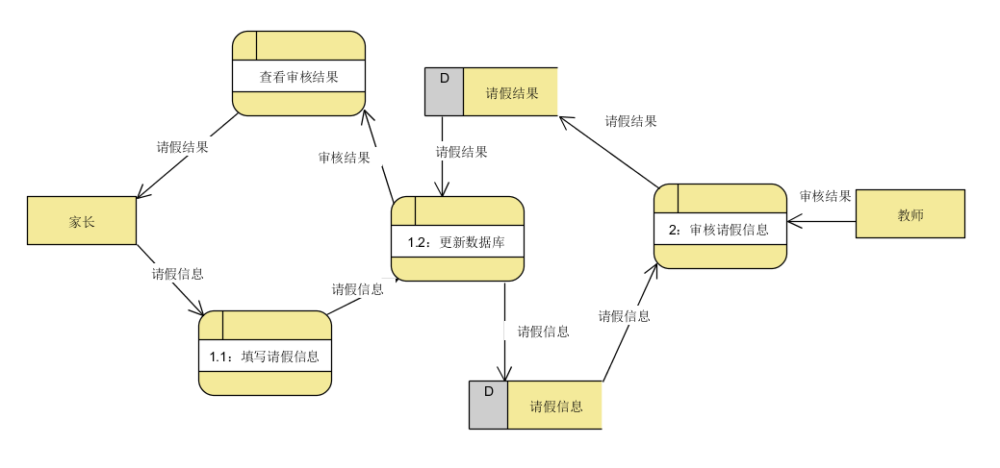 查看审核结果
D
请假结果
请假结果
请假结果
审核结果
请假结果
家长
1.2：更新数据库
2：审核请假信息
审核结果
教师
请假信息
请假信息
请假信息
请假信息
1.1：填写请假信息
D
请假信息